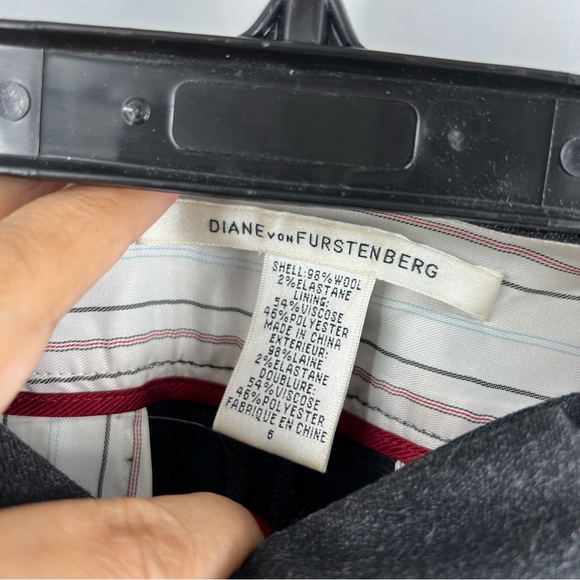 DIANE VON FURSTENBERG
SHELL:98%WOOL
2%ELASTANE
LINING:
54%VISCOSE
46%POLYESTER
MADE IN CHINA
EXTERIEUR:
98%LAINE
2%ELASTANE
DOUBLURE:
54%VISCOSE
46%POLYESTER
FABRIQUE EN CHINE
6